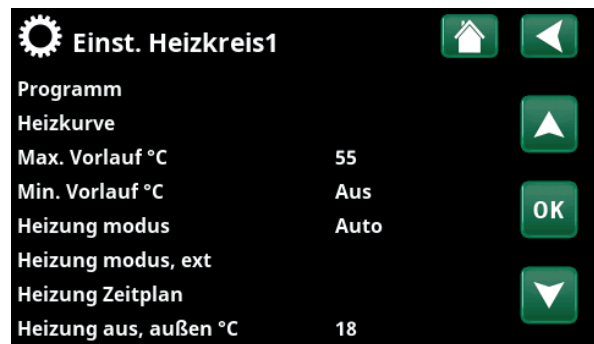 Einst. Heizkreis1
Programm
Heizkurve
Max. Vorlauf °C 55
Min. Vorlauf °C Aus
Heizung modus Auto
OK
Heizung modus, ext
Heizung Zeitplan
Heizung aus, außen °C 18